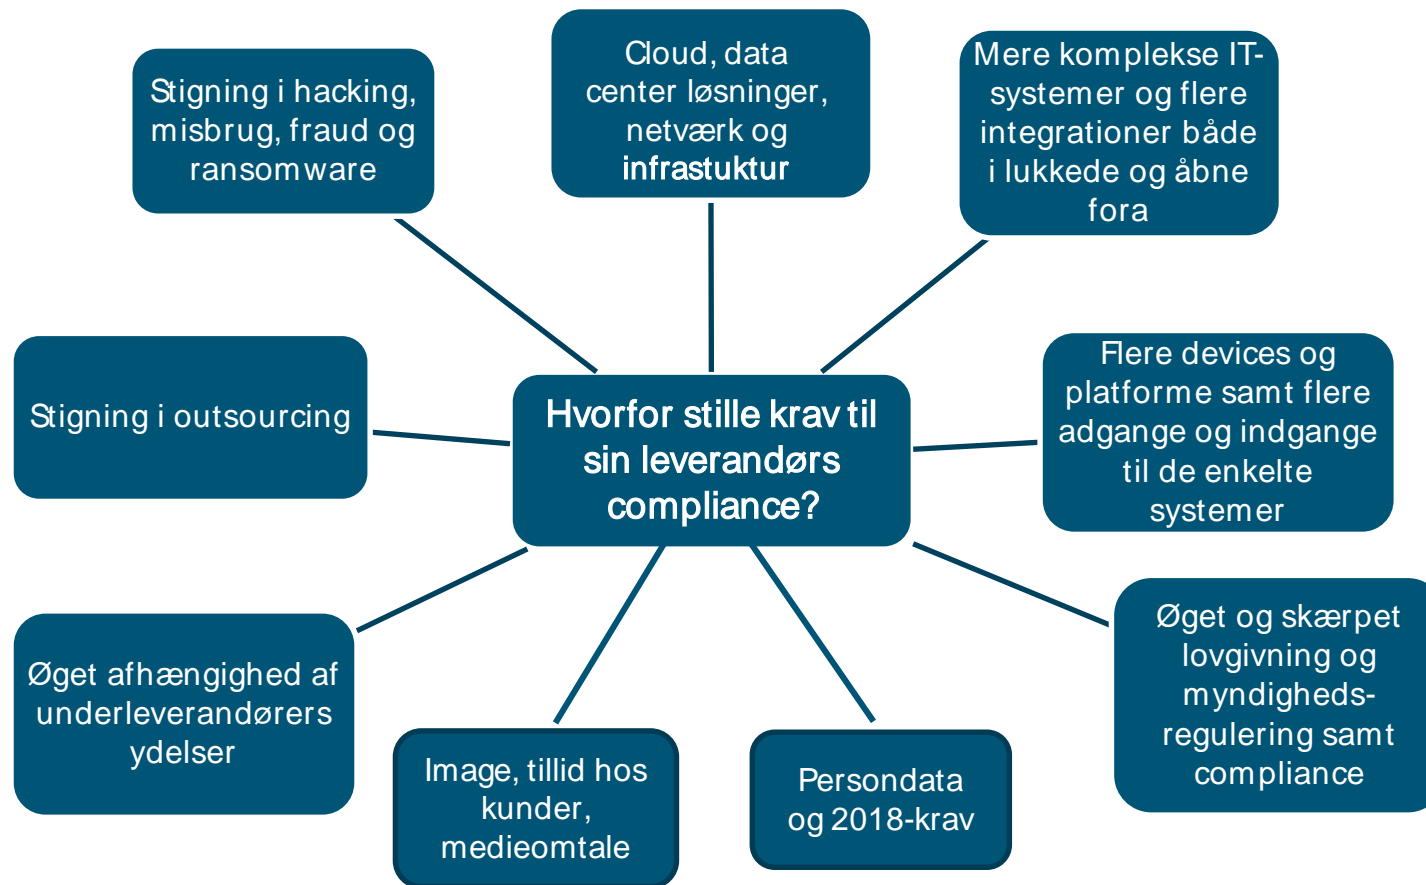 Stigning i hacking,
misbrug, fraud og
ransomware
Cloud, data
center løsninger,
netværk og
infrastuktur
Mere komplekse IT-
systemer og flere
integrationer både
i lukkede og åbne
fora
Stigning i outsourcing
Hvorfor stille krav til
sin leverandørs
compliance?
Flere devices og
platforme samt flere
adgange og indgange
til de enkelte
systemer
Øget afhængighed af
underleverandørers
ydelser
Image, tillid hos
kunder,
medieomtale
Persondata
og 2018-krav
Øget og skærpet
lovgivning og
myndigheds-
regulering samt
compliance